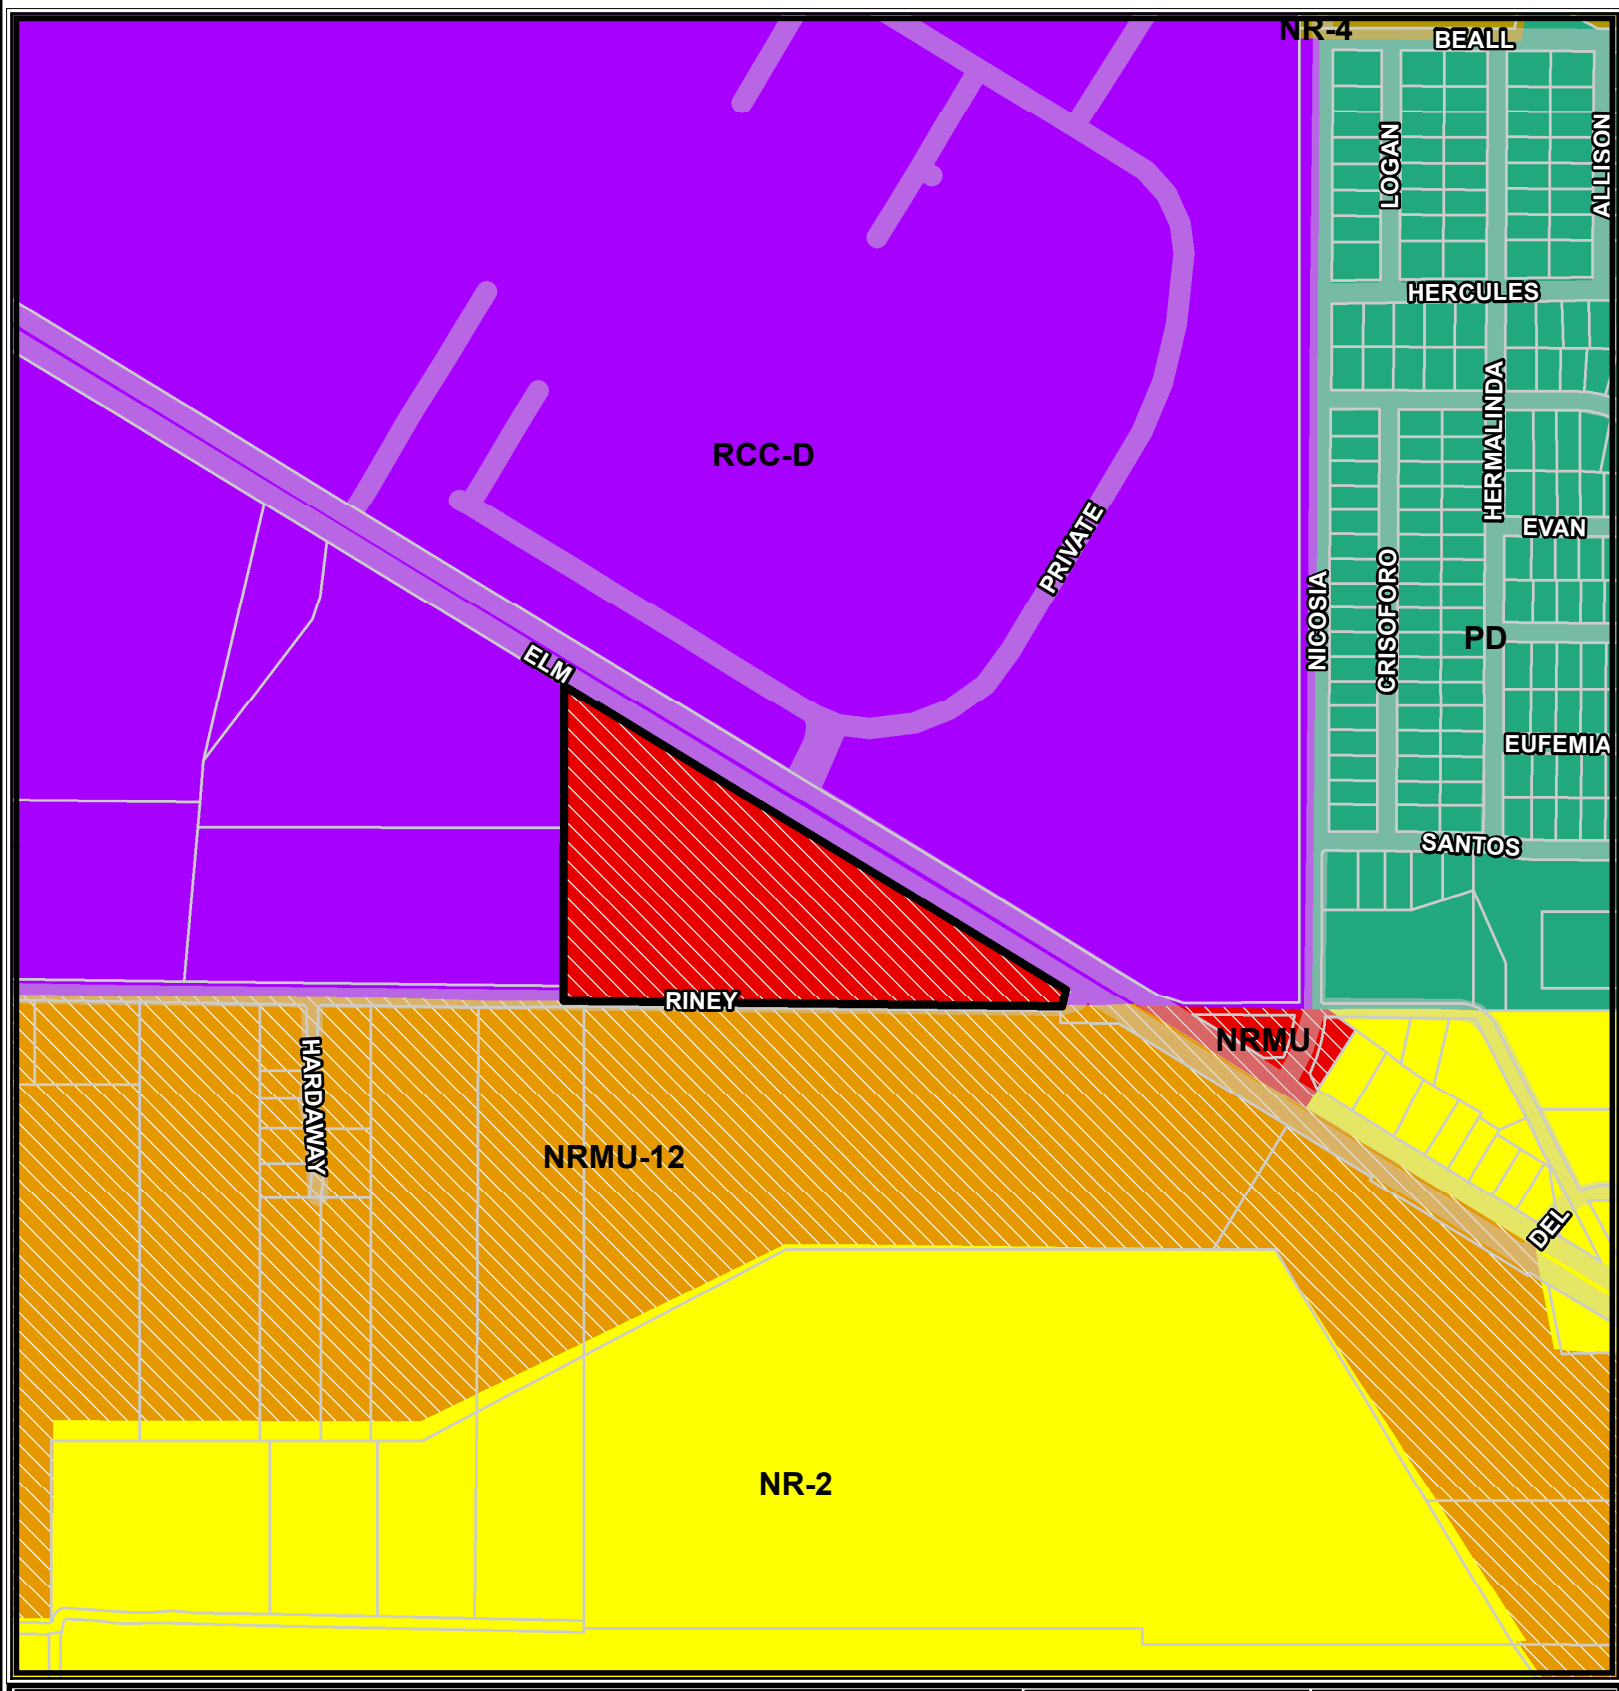 NR-4
BEALL
LOGAN
ALLISON
HERCULES
HERMALINDA
RCC-D
PRIVATE
EVAN
NICOSIA
CRISOFORO
PD
ELM
EUFEMIA
SANTOS
RINEY
NRMU
HARDAWAY
NRMU-12
DEL
NR-2